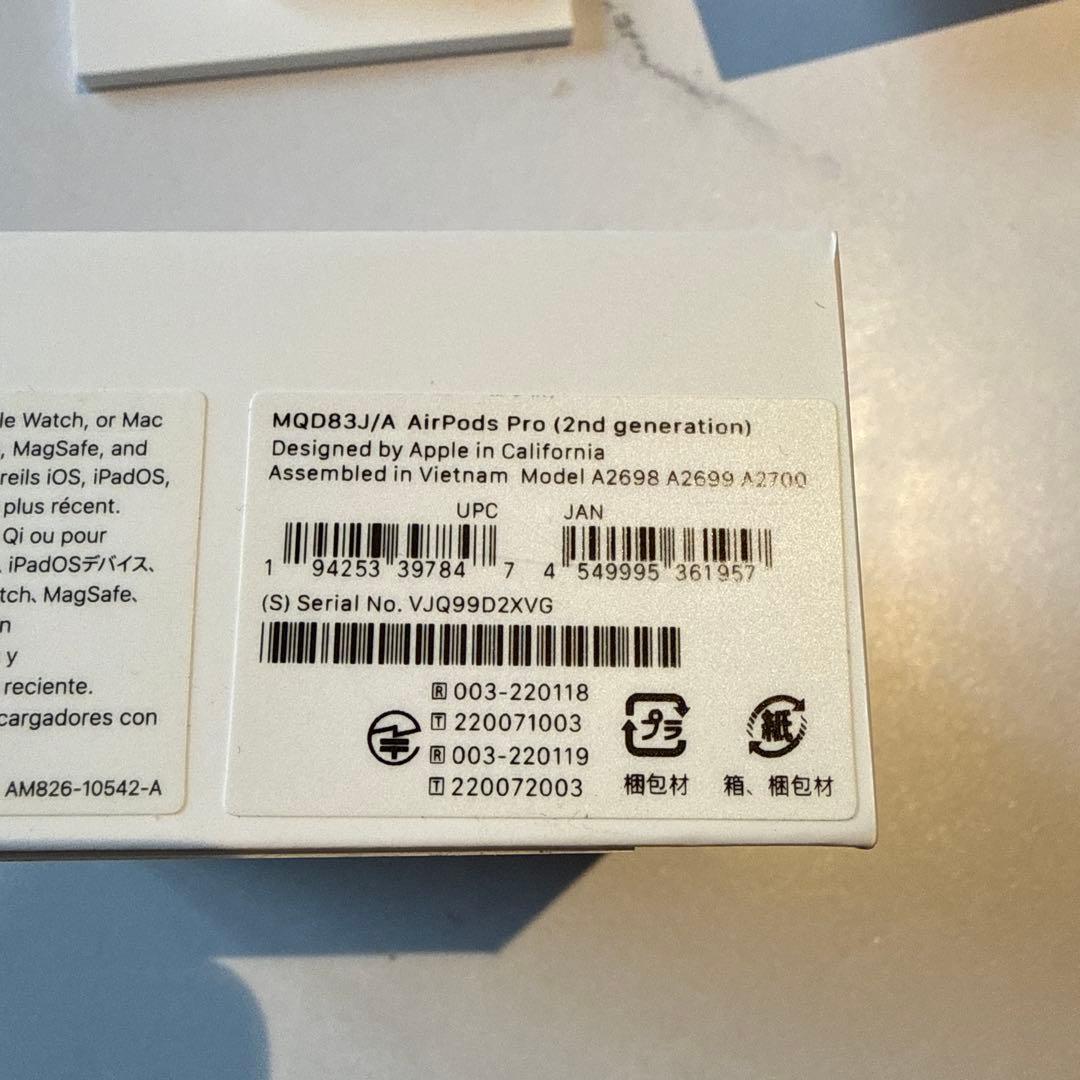 le Watch, or Mac
, MagSafe, and
reils iOS, iPadOS,
plus récent.
Qi ou pour
, iPadOSデバイス、
tch、MagSafe、
n
y
reciente.
cargadores con
AM826-10542-A
MQD83J/A AirPods Pro (2nd generation)
Designed by Apple in California
Assembled in Vietnam Model A2698 A2699 A2700
UPC JAN
1 94253 39784 7 4 549995 361957
(S) Serial No. VJQ99D2XVG
R 003-220118
T 220071003
R 003-220119
T 220072003
プラ
梱包材
紙
箱、梱包材